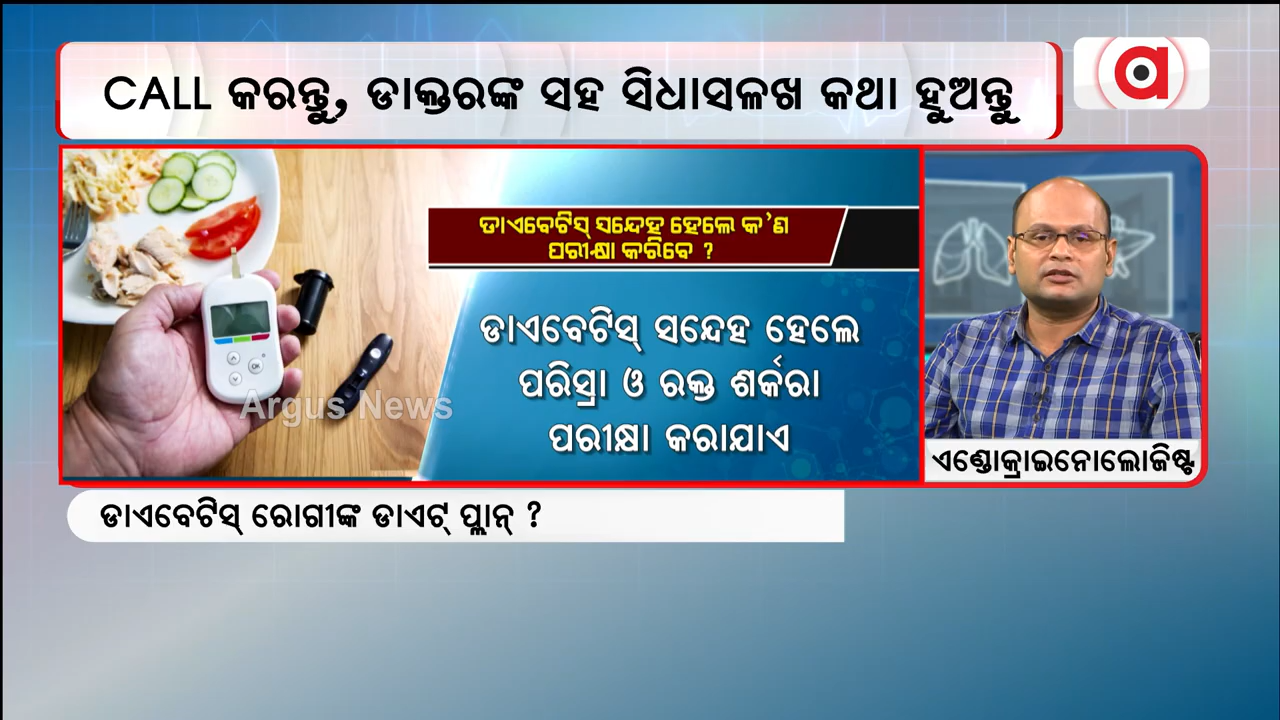 CALL କରନ୍ତୁ, ଡାକ୍ତରଙ୍କ ସହ ସିଧାସଳଖ କଥା ହୁଅନ୍ତୁ
a
ଡାଏବେଟିସ୍ ସନ୍ଦେହ ହେଲେ କ'ଣ
ପରୀକ୍ଷା କରିବେ ?
ଡାଏବେଟିସ୍ ସନ୍ଦେହ ହେଲେ
ପରିସ୍ରା ଓ ରକ୍ତ ଶର୍କରା
ପରୀକ୍ଷା କରାଯାଏ
OK
Argus News
ଏଣ୍ଡୋକ୍ରାଇନୋଲୋଜିଷ୍ଟ
ଡାଏବେଟିସ୍ ରୋଗୀଙ୍କ ଡାଏଟ୍ ପ୍ଲାନ୍ ?